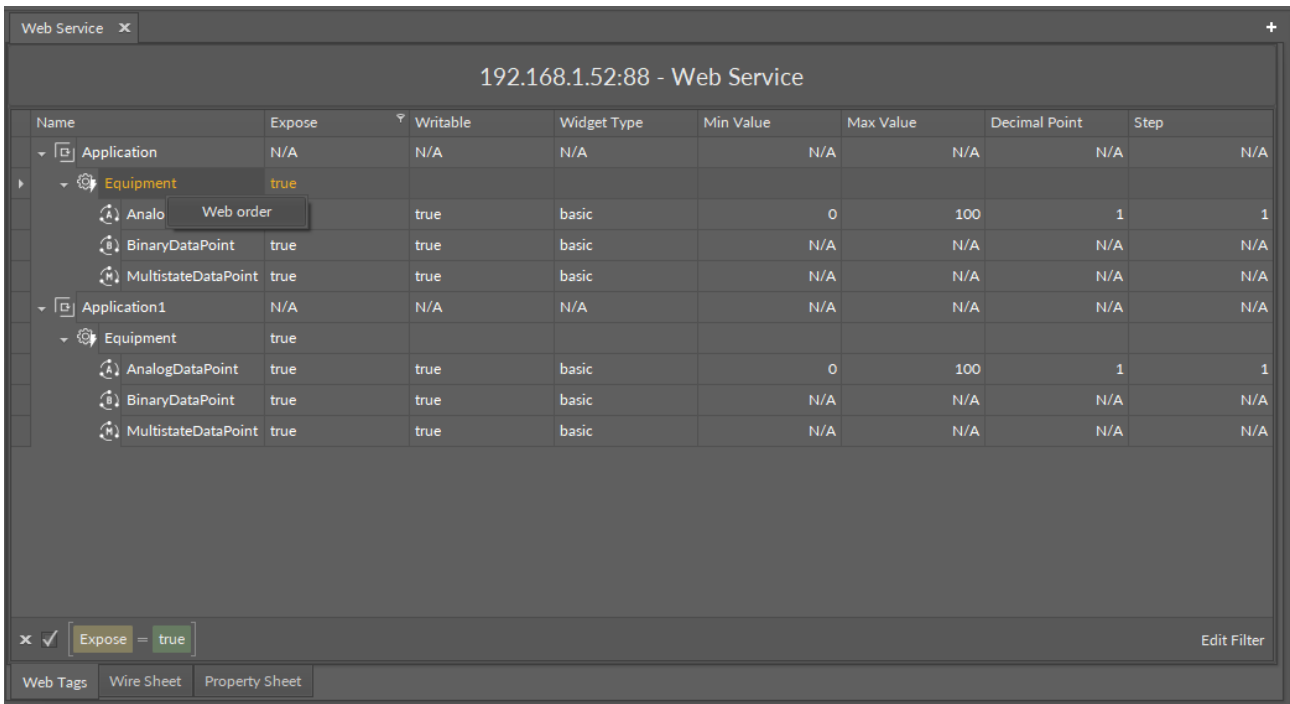 Web Service
192.168.1.52:88 - Web Service
Name Expose Writable Widget Type Min Value Max Value Decimal Point Step
Application N/A N/A N/A N/A N/A N/A N/A
Equipment true
Analo Web order true basic 0 100 1 1
BinaryDataPoint true true basic N/A N/A N/A N/A
MultistateDataPoint true true basic N/A N/A N/A N/A
Application1 N/A N/A N/A N/A N/A N/A N/A
Equipment true
AnalogDataPoint true true basic 0 100 1 1
BinaryDataPoint true true basic N/A N/A N/A N/A
MultistateDataPoint true true basic N/A N/A N/A N/A
Expose = true Edit Filter
Web Tags Wire Sheet Property Sheet